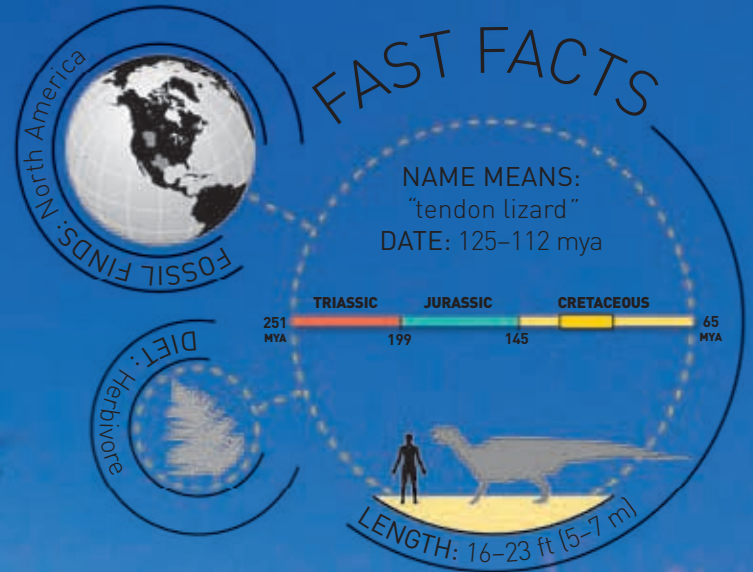 FAST FACTS
FOSSIL FINDS: North America
NAME MEANS:
“tendon lizard”
DATE: 125–112 mya
TRIASSIC JURASSIC CRETACEOUS
251 MYA 199 145 65 MYA
DIET: Herbivore
LENGTH: 16–23 ft (5–7 m)